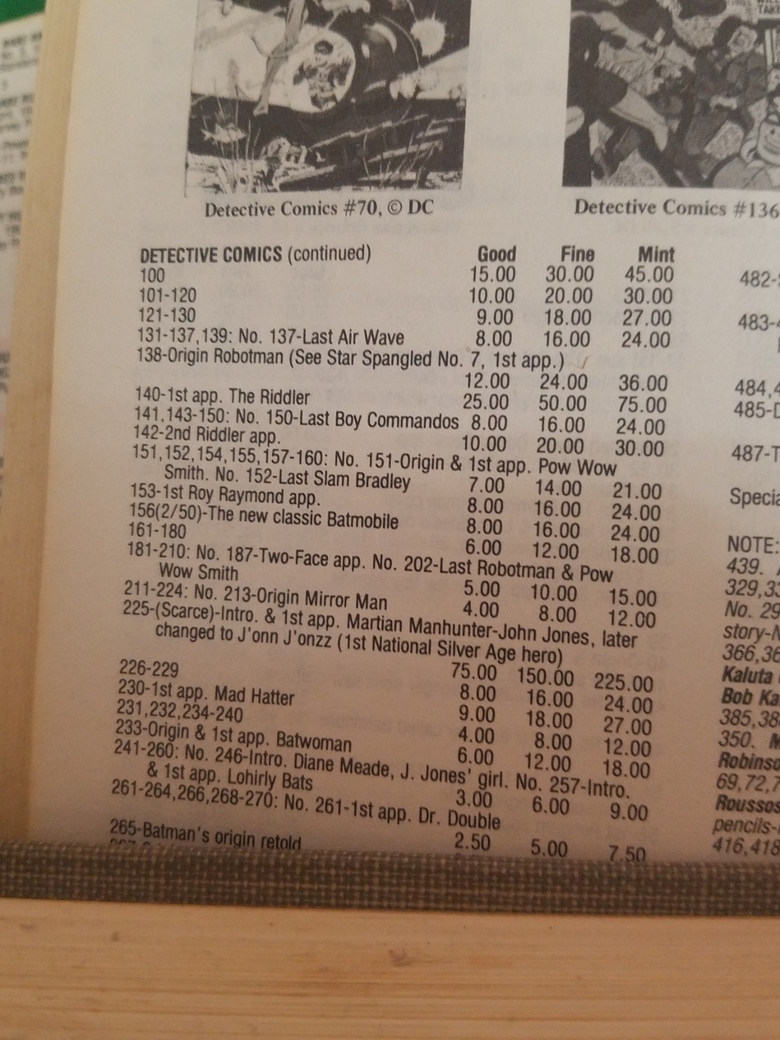 Detective Comics #70, © DC
Detective Comics #136
DETECTIVE COMICS (continued) Good Fine Mint
100 15.00 30.00 45.00
101-120 10.00 20.00 30.00
121-130 9.00 18.00 27.00
131-137,139: No. 137-Last Air Wave 8.00 16.00 24.00
138-Origin Robotman (See Star Spangled No. 7, 1st app.)
12.00 24.00 36.00
140-1st app. The Riddler 25.00 50.00 75.00
141,143-150: No. 150-Last Boy Commandos 8.00 16.00 24.00
142-2nd Riddler app. 10.00 20.00 30.00
151,152,154,155,157-160: No. 151-Origin & 1st app. Pow Wow
Smith. No. 152-Last Slam Bradley 7.00 14.00 21.00
153-1st Roy Raymond app. 8.00 16.00 24.00
156(2/50)-The new classic Batmobile 8.00 16.00 24.00
161-180 6.00 12.00 18.00
181-210: No. 187-Two-Face app. No. 202-Last Robotman & Pow
Wow Smith 5.00 10.00 15.00
211-224: No. 213-Origin Mirror Man 4.00 8.00 12.00
225-(Scarce)-Intro. & 1st app. Martian Manhunter-John Jones, later
changed to J'onn J'onzz (1st National Silver Age hero)
75.00 150.00 225.00
226-229 8.00 16.00 24.00
230-1st app. Mad Hatter 9.00 18.00 27.00
231,232,234-240 4.00 8.00 12.00
233-Origin & 1st app. Batwoman 6.00 12.00 18.00
241-260: No. 246-Intro. Diane Meade, J. Jones' girl. No. 257-Intro.
& 1st app. Lohirly Bats 3.00 6.00 9.00
261-264,266,268-270: No. 261-1st app. Dr. Double
2.50 5.00 7.50
265-Batman's origin retold
482-
483-
484,4
485-
487-T
Specia
NOTE:
439.
329,33
No. 29
story-
366,36
Kaluta
Bob Ka
385,38
350.
Robinso
69,72,7
Roussos
pencils-
416,418